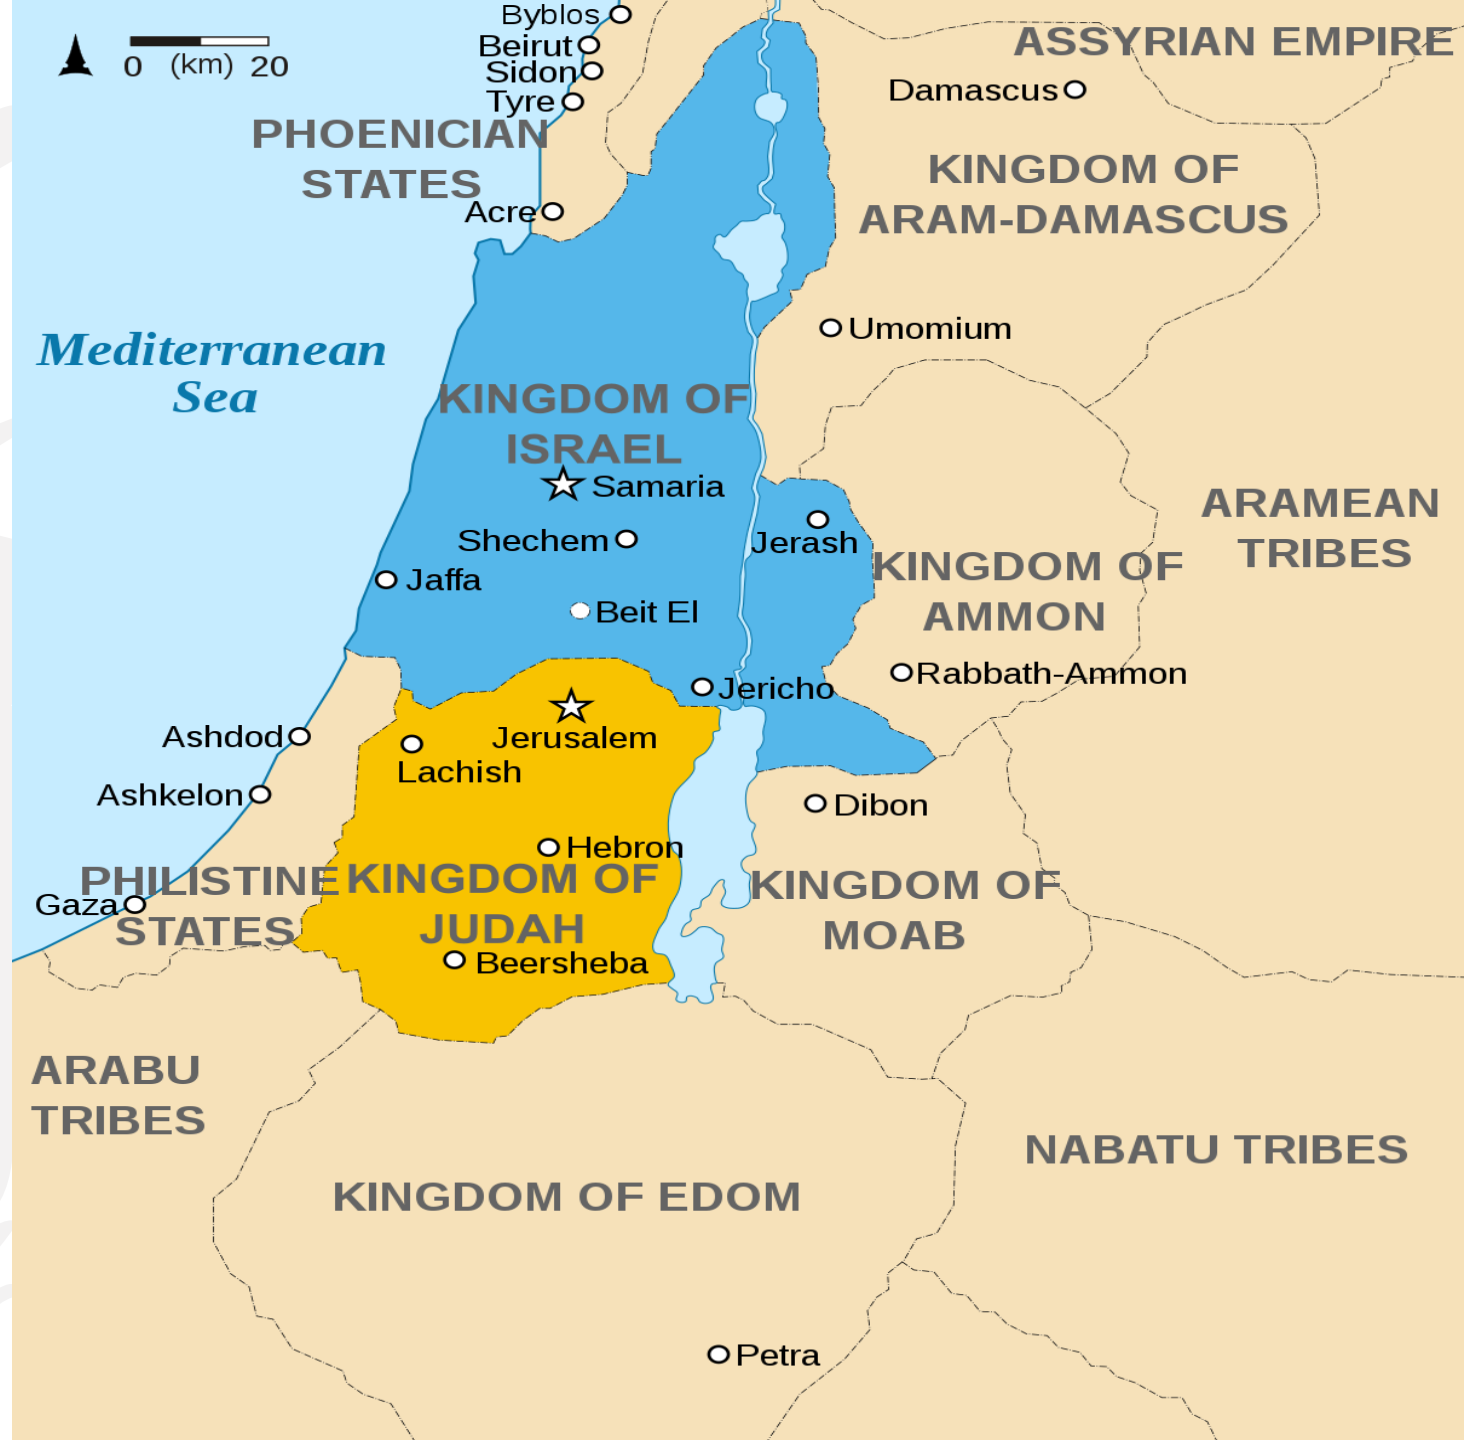 Byblos
Beirut
Sidon
Tyre
0 (km) 20
ASSYRIAN EMPIRE
Damascus
PHOENICIAN
STATES
Acre
KINGDOM OF
ARAM-DAMASCUS
Umomium
Mediterranean
Sea
KINGDOM OF
ISRAEL
Samaria
Shechem
Jerash
Jaffa
Beit El
KINGDOM OF
AMMON
ARAMEAN
TRIBES
Rabbath-Ammon
Jericho
Jerusalem
Ashdod
Lachish
Ashkelon
Dibon
Hebron
PHILISTINE
STATES
Gaza
KINGDOM OF
JUDAH
Beersheba
KINGDOM OF
MOAB
ARABU
TRIBES
NABATU TRIBES
KINGDOM OF EDOM
Petra